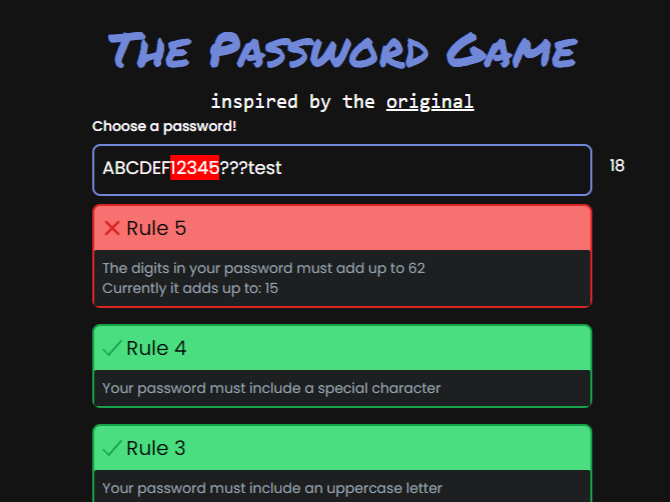 The Password Game
inspired by the original
Choose a password!
ABCDEF12345???test
18
Rule 5
The digits in your password must add up to 62
Currently it adds up to: 15
Rule 4
Your password must include a special character
Rule 3
Your password must include an uppercase letter